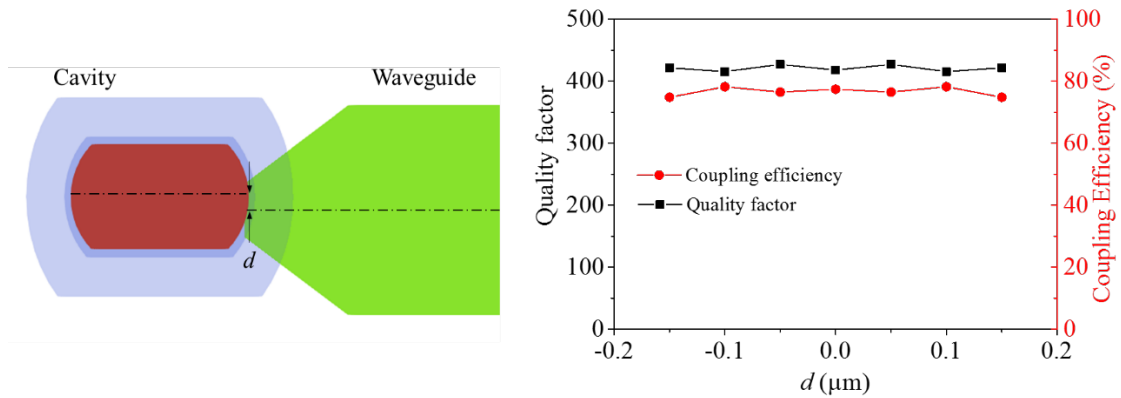 Cavity
Waveguide
d
500
400
300
200
100
0
Quality factor
100
80
60
40
20
0
Coupling Efficiency (%)
Coupling efficiency
Quality factor
-0.2
-0.1
0.0
0.1
0.2
d (μm)